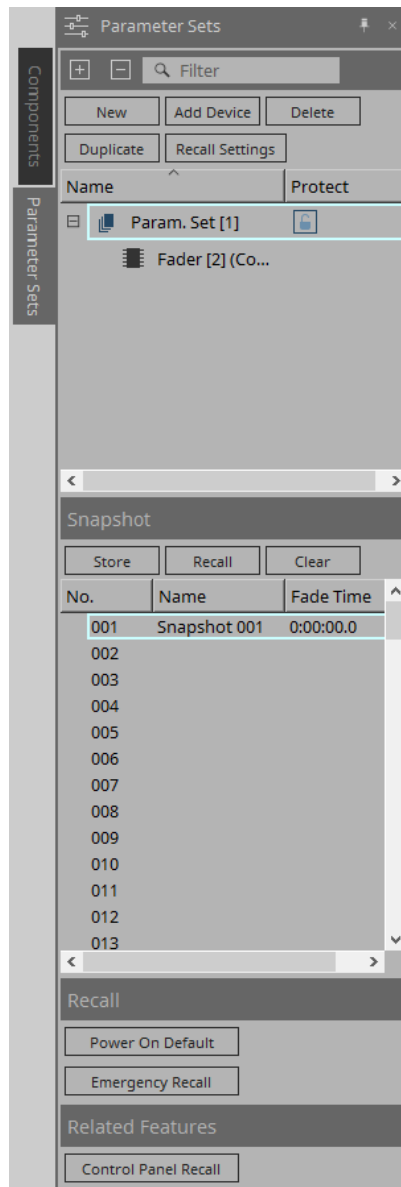 Parameter Sets
Components
Parameter Sets
Filter
New Add Device Delete
Duplicate Recall Settings
Name Protect
Param. Set [1]
Fader [2] (Co...
Snapshot
Store Recall Clear
No. Name Fade Time
001 Snapshot 001 0:00:00.0
002
003
004
005
006
007
008
009
010
011
012
013
Recall
Power On Default
Emergency Recall
Related Features
Control Panel Recall